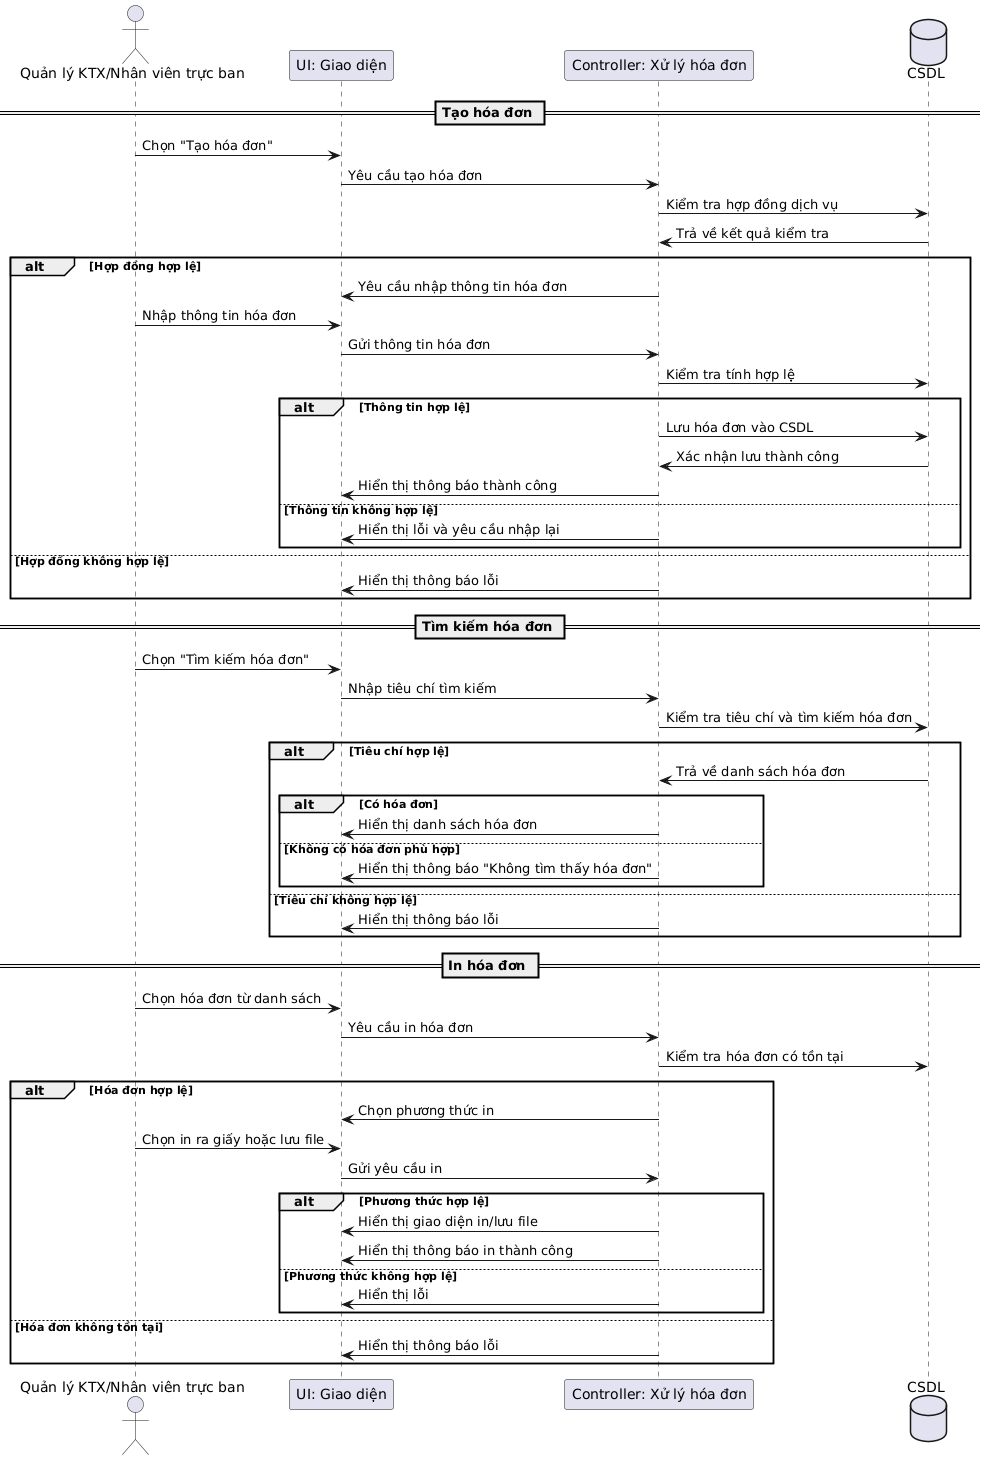 Quản lý KTX/Nhân viên trực ban
UI: Giao diện
Controller: Xử lý hóa đơn
CSDL
Tạo hóa đơn
Chọn "Tạo hóa đơn"
Yêu cầu tạo hóa đơn
Kiểm tra hợp đồng dịch vụ
Trả về kết quả kiểm tra
alt [Hợp đồng hợp lệ]
Yêu cầu nhập thông tin hóa đơn
Nhập thông tin hóa đơn
Gửi thông tin hóa đơn
Kiểm tra tính hợp lệ
alt [Thông tin hợp lệ]
Lưu hóa đơn vào CSDL
Xác nhận lưu thành công
Hiển thị thông báo thành công
[Thông tin không hợp lệ]
Hiển thị lỗi và yêu cầu nhập lại
[Hợp đồng không hợp lệ]
Hiển thị thông báo lỗi
Tìm kiếm hóa đơn
Chọn "Tìm kiếm hóa đơn"
Nhập tiêu chí tìm kiếm
Kiểm tra tiêu chí và tìm kiếm hóa đơn
alt [Tiêu chí hợp lệ]
Trả về danh sách hóa đơn
alt [Có hóa đơn]
Hiển thị danh sách hóa đơn
[Không có hóa đơn phù hợp]
Hiển thị thông báo "Không tìm thấy hóa đơn"
[Tiêu chí không hợp lệ]
Hiển thị thông báo lỗi
In hóa đơn
Chọn hóa đơn từ danh sách
Yêu cầu in hóa đơn
Kiểm tra hóa đơn có tồn tại
alt [Hóa đơn hợp lệ]
Chọn phương thức in
Chọn in ra giấy hoặc lưu file
Gửi yêu cầu in
alt [Phương thức hợp lệ]
Hiển thị giao diện in/lưu file
Hiển thị thông báo in thành công
[Phương thức không hợp lệ]
Hiển thị lỗi
[Hóa đơn không tồn tại]
Hiển thị thông báo lỗi
Quản lý KTX/Nhân viên trực ban
UI: Giao diện
Controller: Xử lý hóa đơn
CSDL